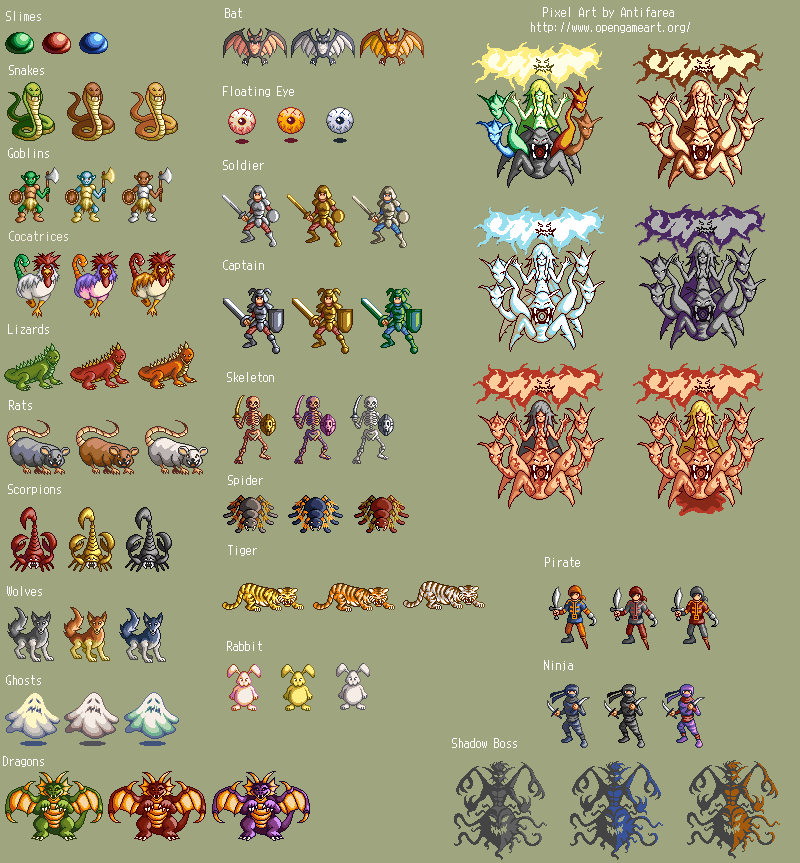 Slimes
Snakes
Goblins
Cocatrices
Lizards
Rats
Scorpions
Wolves
Ghosts
Dragons
Bat
Floating Eye
Soldier
Captain
Skeleton
Spider
Tiger
Rabbit
Pixel Art by Antifarea
http://www.opengameart.org/
Pirate
Ninja
Shadow Boss